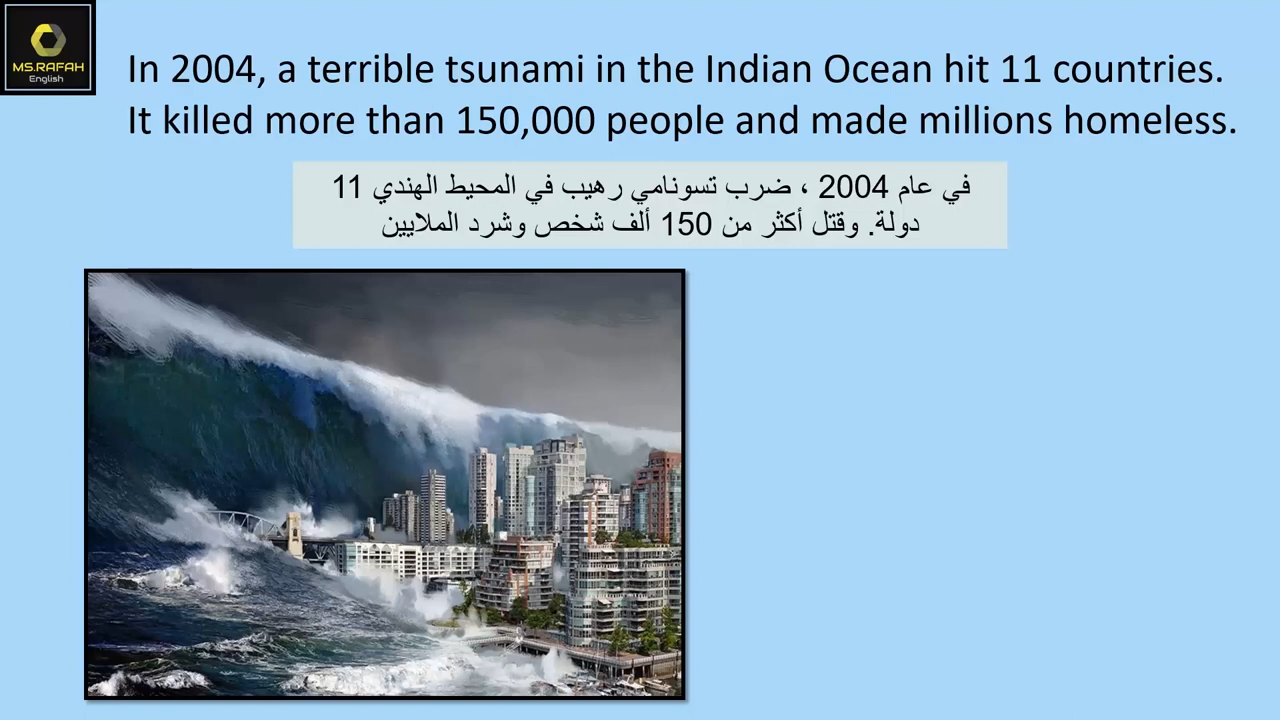 MS.RAFAH
English
In 2004, a terrible tsunami in the Indian Ocean hit 11 countries.
It killed more than 150,000 people and made millions homeless.
في عام 2004 ، ضرب تسونامي رهيب في المحيط الهندي 11
دولة. وقتل أكثر من 150 ألف شخص وشرد الملايين